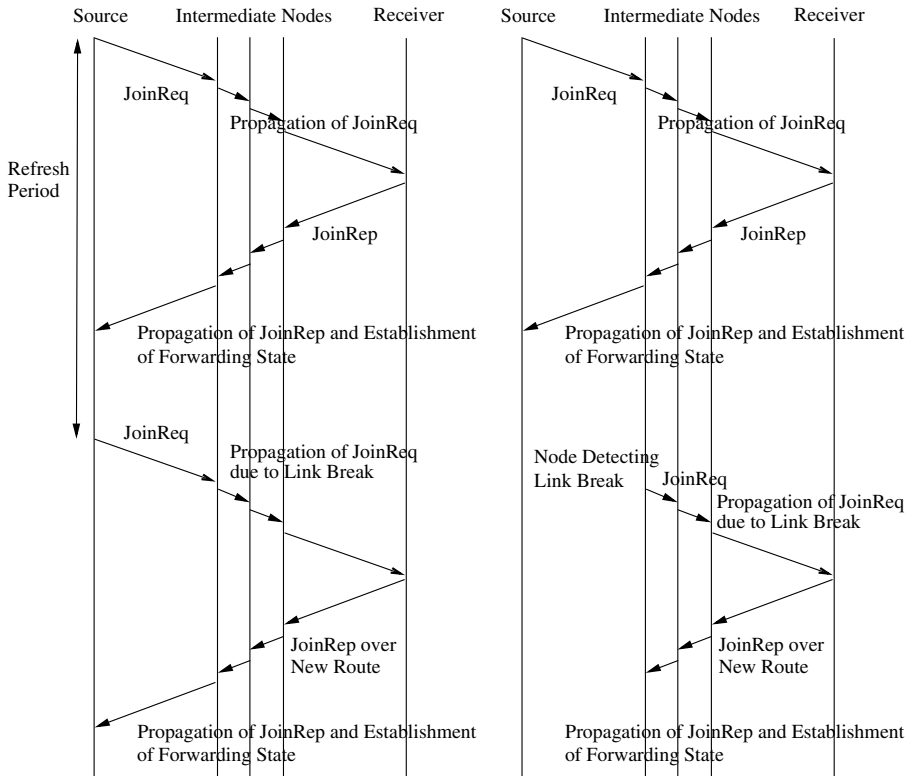 Source
Intermediate Nodes
Receiver
JoinReq
Propagation of JoinReq
Refresh
Period
JoinRep
Propagation of JoinRep and Establishment
of Forwarding State
JoinReq
Propagation of JoinReq
due to Link Break
JoinRep over
New Route
Propagation of JoinRep and Establishment
of Forwarding State
Source
Intermediate Nodes
Receiver
JoinReq
Propagation of JoinReq
JoinRep
Propagation of JoinRep and Establishment
of Forwarding State
Node Detecting
Link Break
JoinReq
Propagation of JoinReq
due to Link Break
JoinRep over
New Route
Propagation of JoinRep and Establishment
of Forwarding State